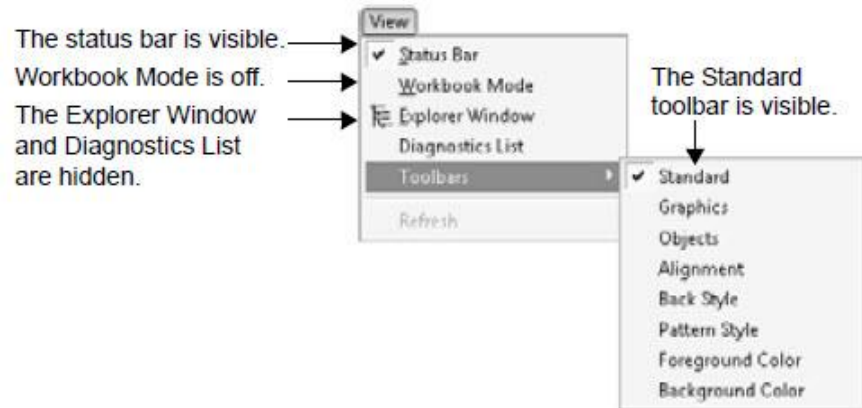 The status bar is visible.
Workbook Mode is off.
The Explorer Window
and Diagnostics List
are hidden.
View
Status Bar
Workbook Mode
Explorer Window
Diagnostics List
Toolbars
Refresh
The Standard
toolbar is visible.
Standard
Graphics
Objects
Alignment
Back Style
Pattern Style
Foreground Color
Background Color